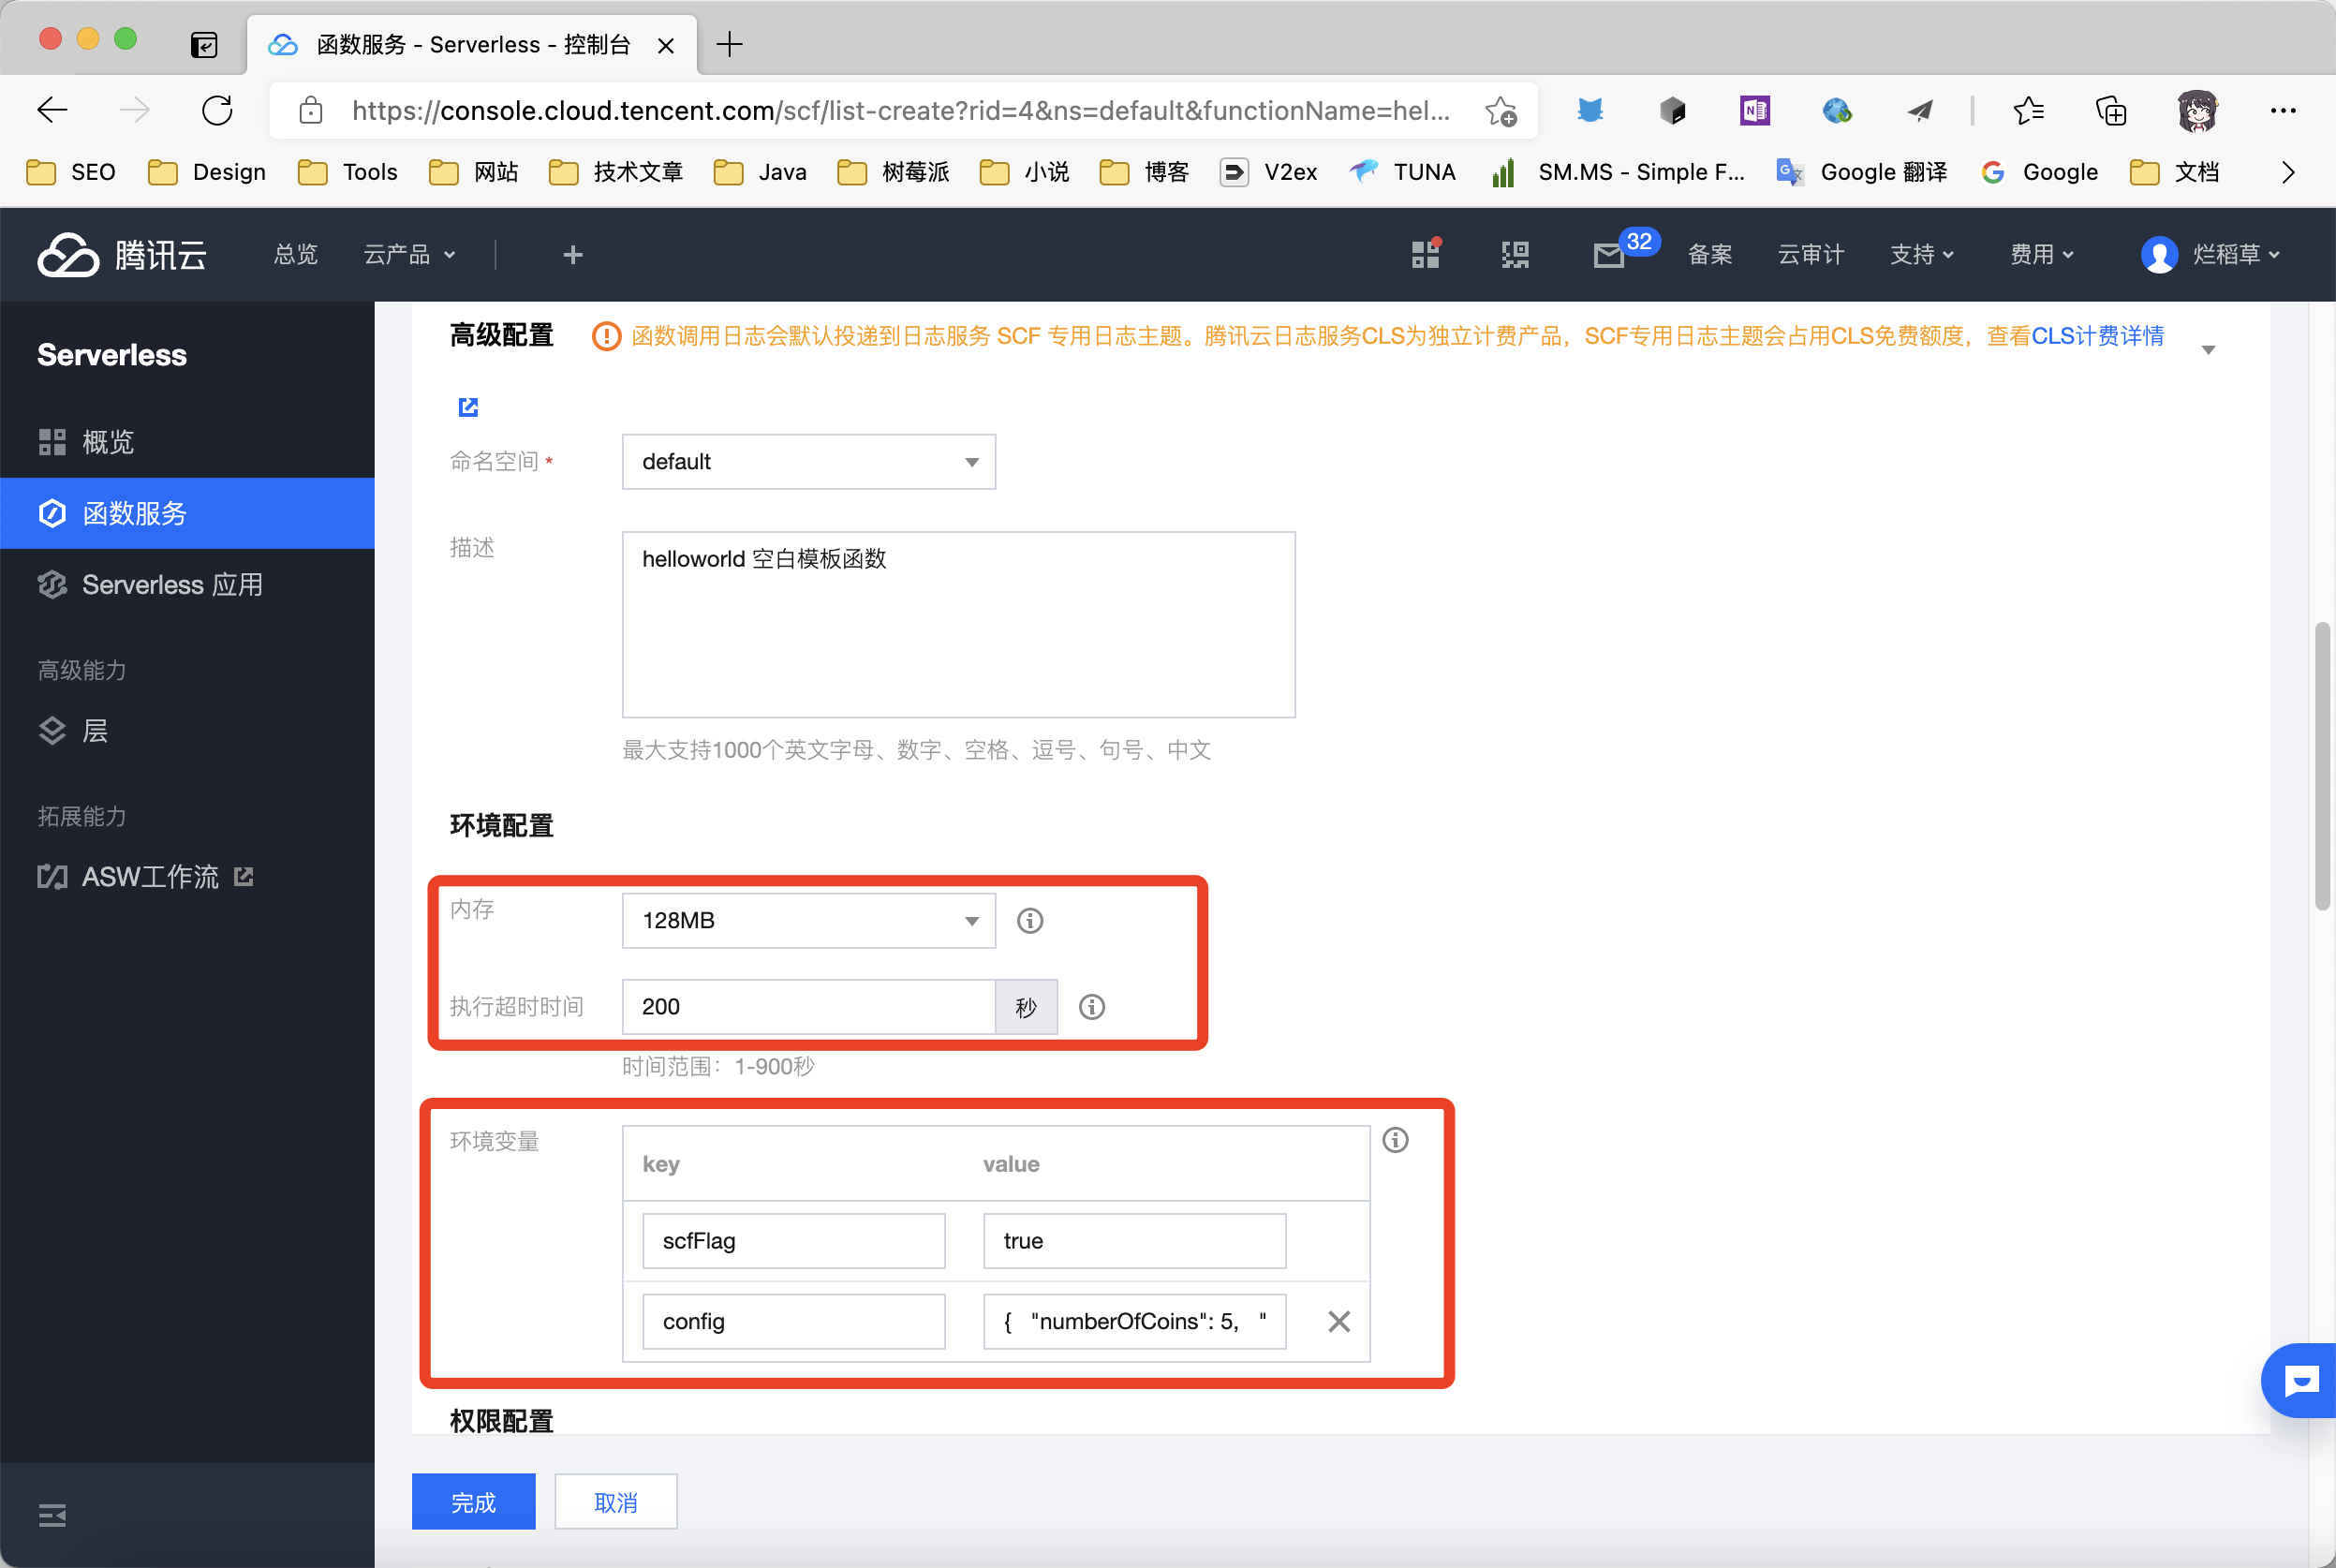 函数服务 - Serverless - 控制台
https://console.cloud.tencent.com/scf/list-create?rid=4&ns=default&functionName=hel...
SEO Design Tools 网站 技术文章 Java 树莓派 小说 博客 V2ex TUNA SM.MS - Simple F... Google 翻译 Google 文档
腾讯云 总览 云产品 32 备案 云审计 支持 费用 烂稻草
Serverless
概览
函数服务
Serverless 应用
高级能力
层
拓展能力
ASW工作流
高级配置 函数调用日志会默认投递到日志服务 SCF 专用日志主题。腾讯云日志服务CLS为独立计费产品，SCF专用日志主题会占用CLS免费额度，查看CLS计费详情
命名空间 * default
描述 helloworld 空白模板函数
最大支持1000个英文字母、数字、空格、逗号、句号、中文
环境配置
内存 128MB
执行超时时间 200 秒
时间范围：1-900秒
环境变量
key value
scfFlag true
config { "numberOfCoins": 5, "
权限配置
完成 取消